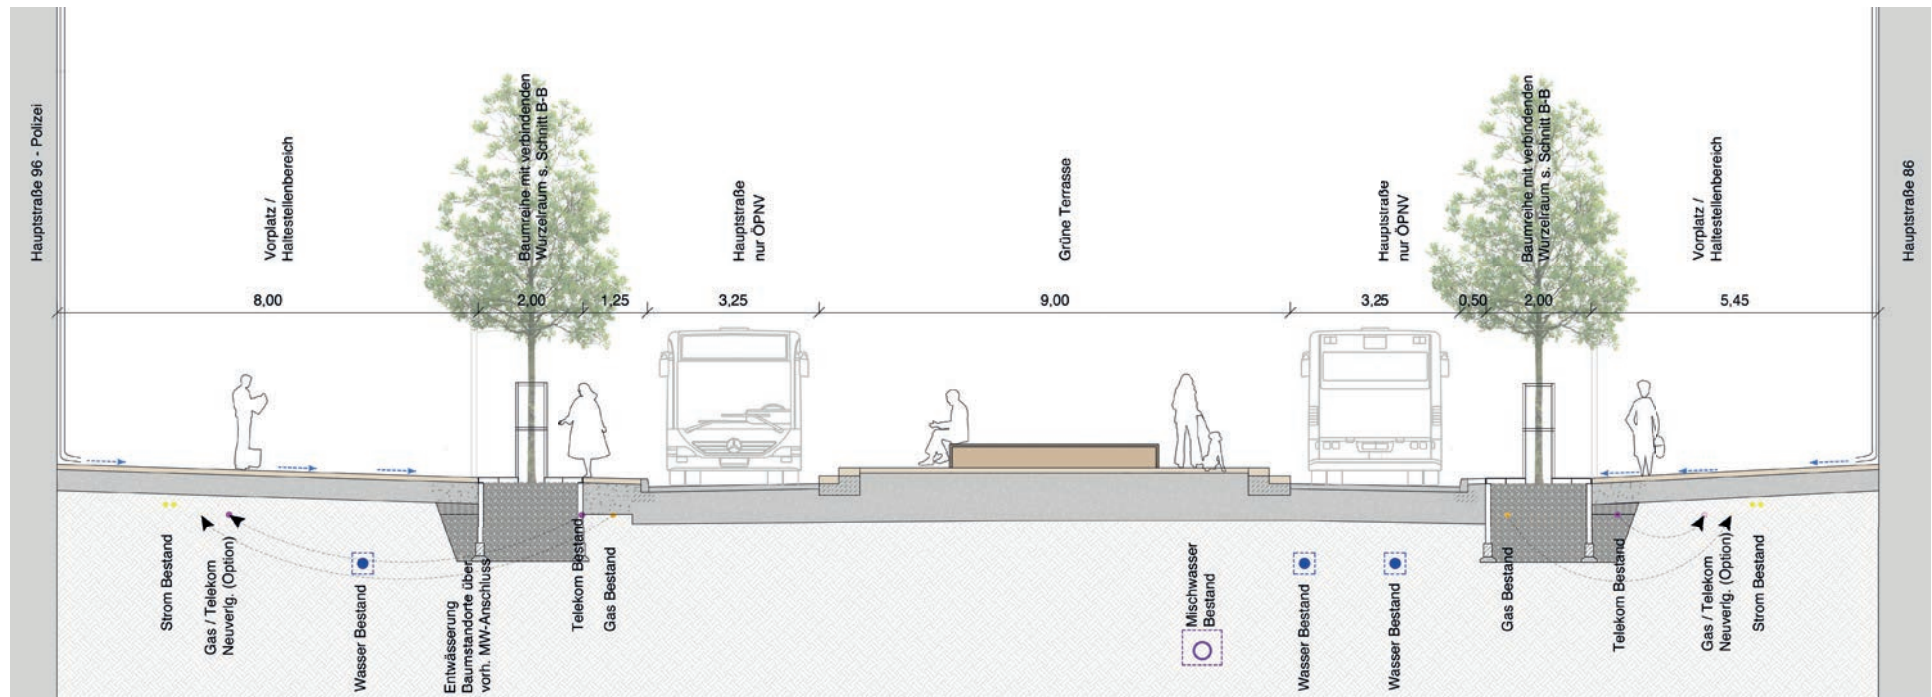 Hauptstraße 96 - Polizei
Vorplatz /
Haltestellenbereich
Baumreihe mit verbindenden
Wurzelraum s. Schnitt B-B
Hauptstraße
nur ÖPNV
Grüne Terrasse
Hauptstraße
nur ÖPNV
Baumreihe mit verbindenden
Wurzelraum s. Schnitt B-B
Vorplatz /
Haltestellenbereich
Hauptstraße 86
8,00
2,00
1,25
3,25
9,00
3,25
0,50
2,00
5,45
Strom Bestand
Gas / Telekom
Neuverlg. (Option)
Wasser Bestand
Entwässerung
Baumstandorte über
vorh. MW-Anschluss
Telekom Bestand
Gas Bestand
Mischwasser
Bestand
Wasser Bestand
Wasser Bestand
Gas Bestand
Telekom Bestand
Gas / Telekom
Neuverlg. (Option)
Strom Bestand